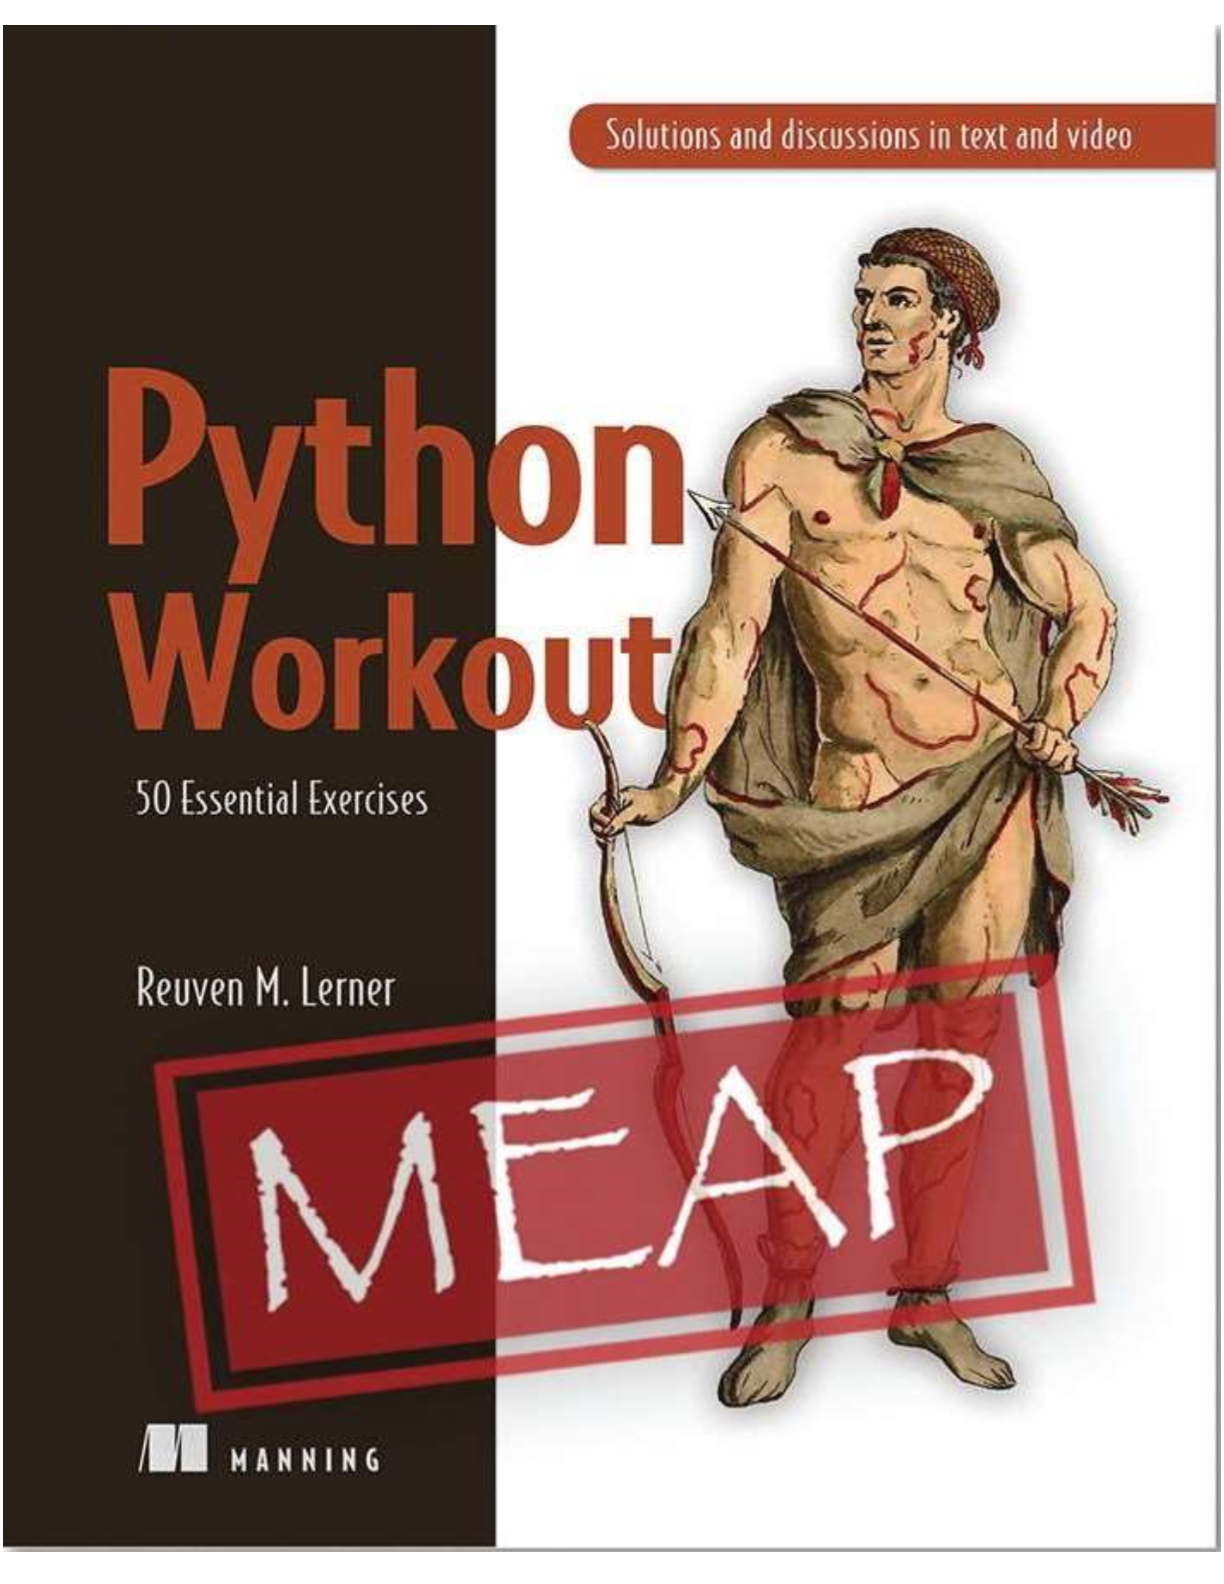 Solutions and discussions in text and video
Python
Workout
50 Essential Exercises
Reuven M. Lerner
MEAP
MANNING